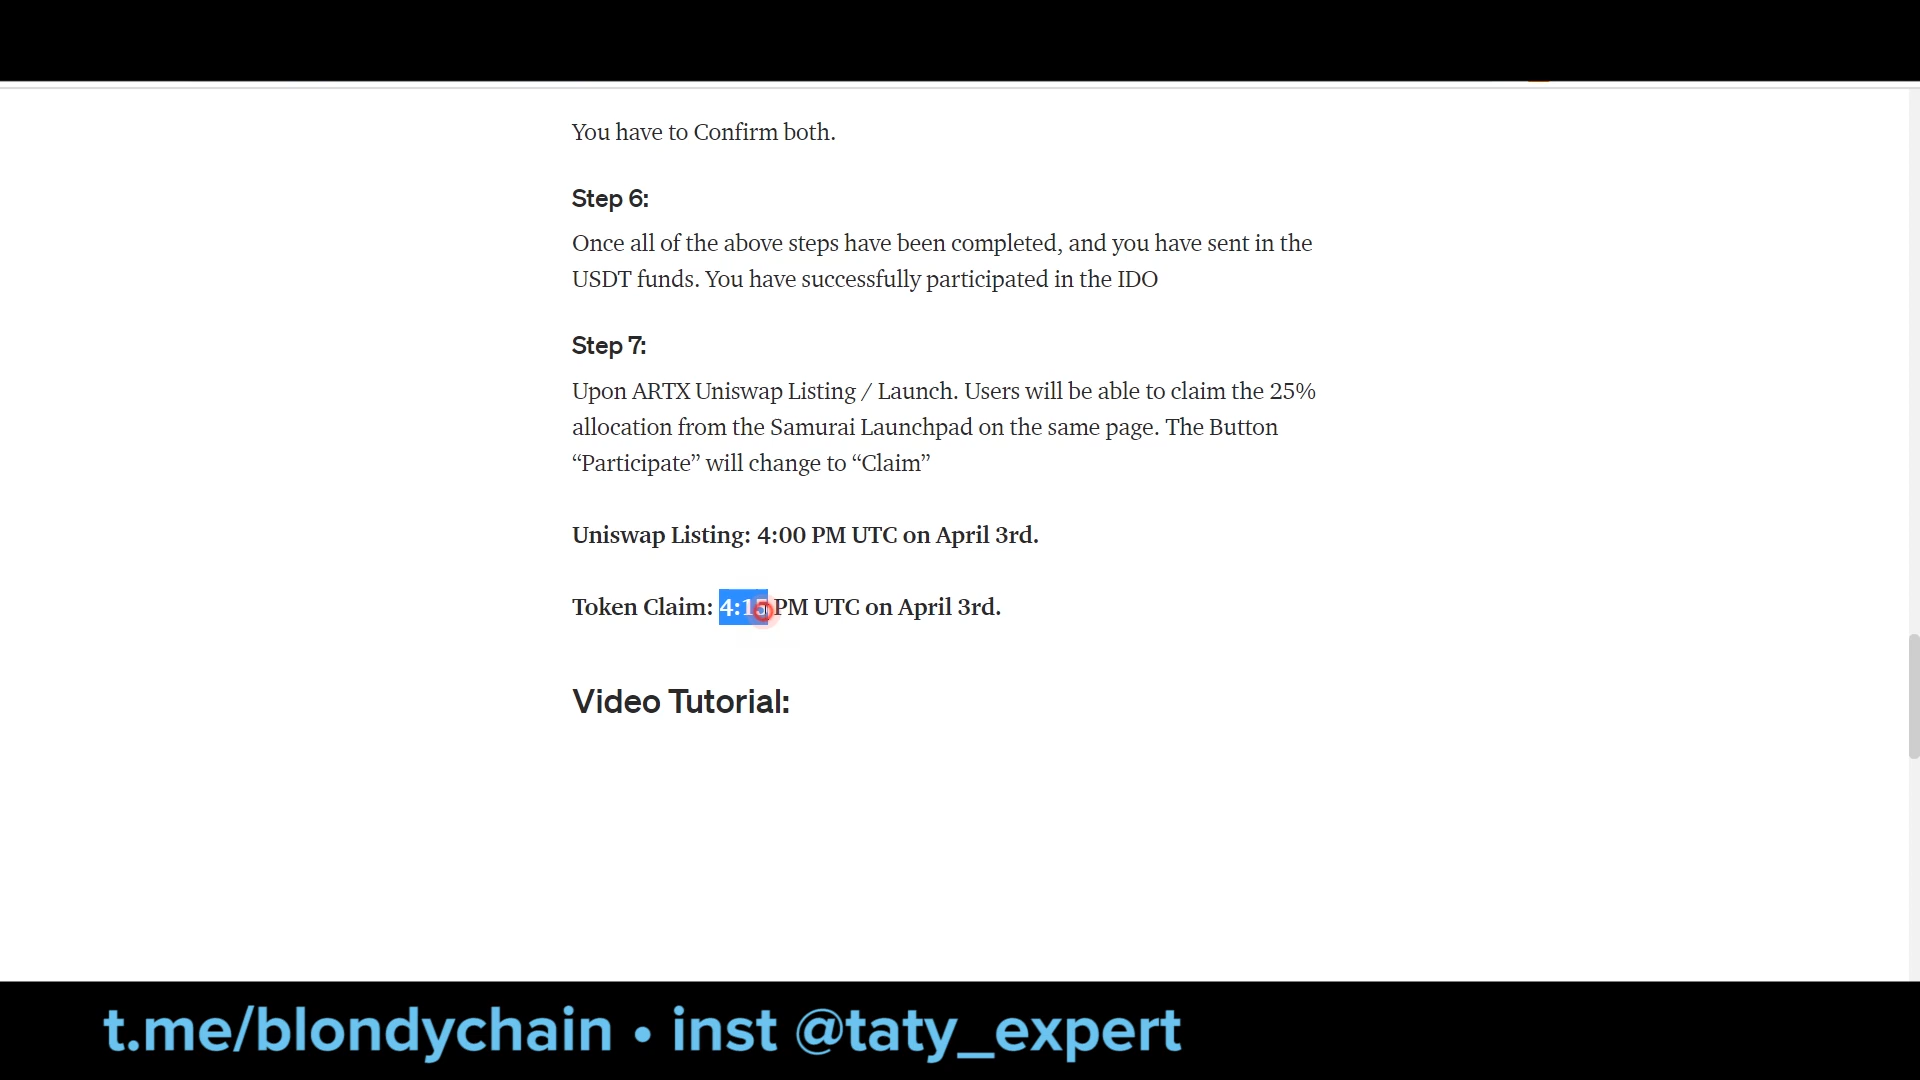 You have to Confirm both.
Step 6:
Once all of the above steps have been completed, and you have sent in the
USDT funds. You have successfully participated in the IDO
Step 7:
Upon ARTX Uniswap Listing / Launch. Users will be able to claim the 25%
allocation from the Samurai Launchpad on the same page. The Button
“Participate” will change to “Claim”
Uniswap Listing: 4:00 PM UTC on April 3rd.
Token Claim: 4:15 PM UTC on April 3rd.
Video Tutorial:
t.me/blondychain • inst @taty_expert